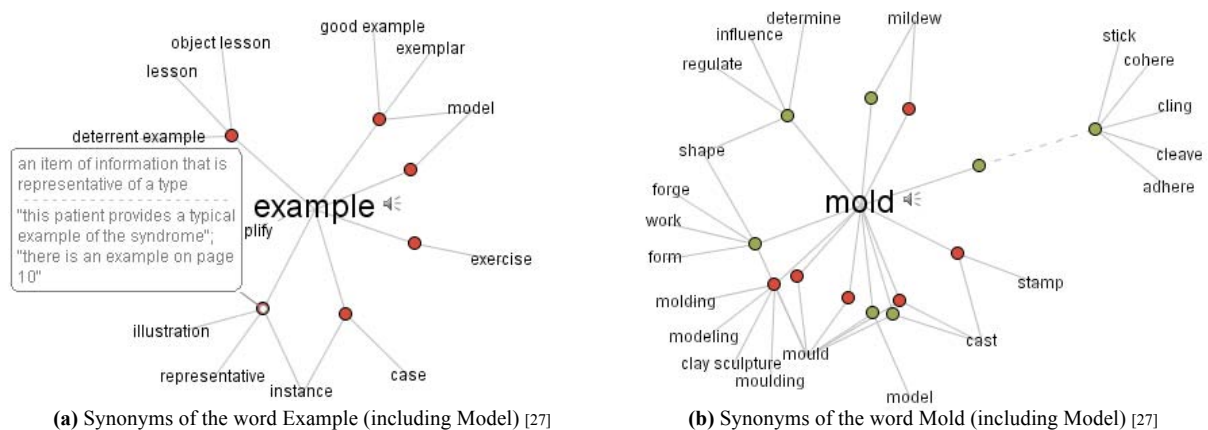 good example
object lesson
exemplar
lesson
model
deterrent example
an item of information that is
representative of a type
"this patient provides a typical
example of the syndrome";
"there is an example on page
10"
example
plify
exercise
illustration
representative
instance
case
(a) Synonyms of the word Example (including Model) [27]
determine
mildew
influence
stick
regulate
cohere
cling
shape
cleave
forge
adhere
mold
work
form
stamp
molding
modeling
cast
clay sculpture
mould
moulding
model
(b) Synonyms of the word Mold (including Model) [27]